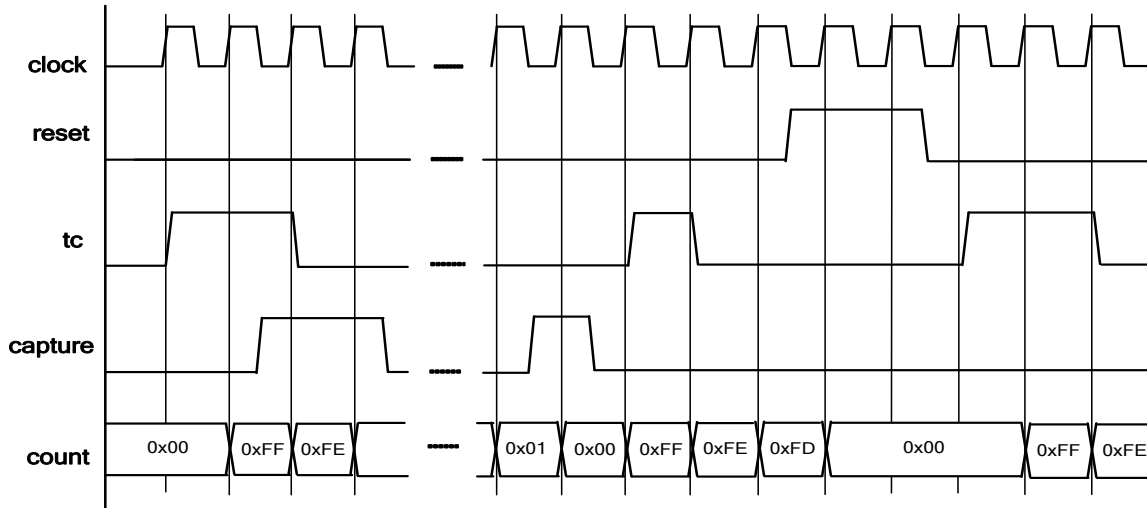 clock
reset
tc
capture
count
0x00
0xFF
0xFE
0x01
0x00
0xFF
0xFE
0xFD
0x00
0xFF
0xFE